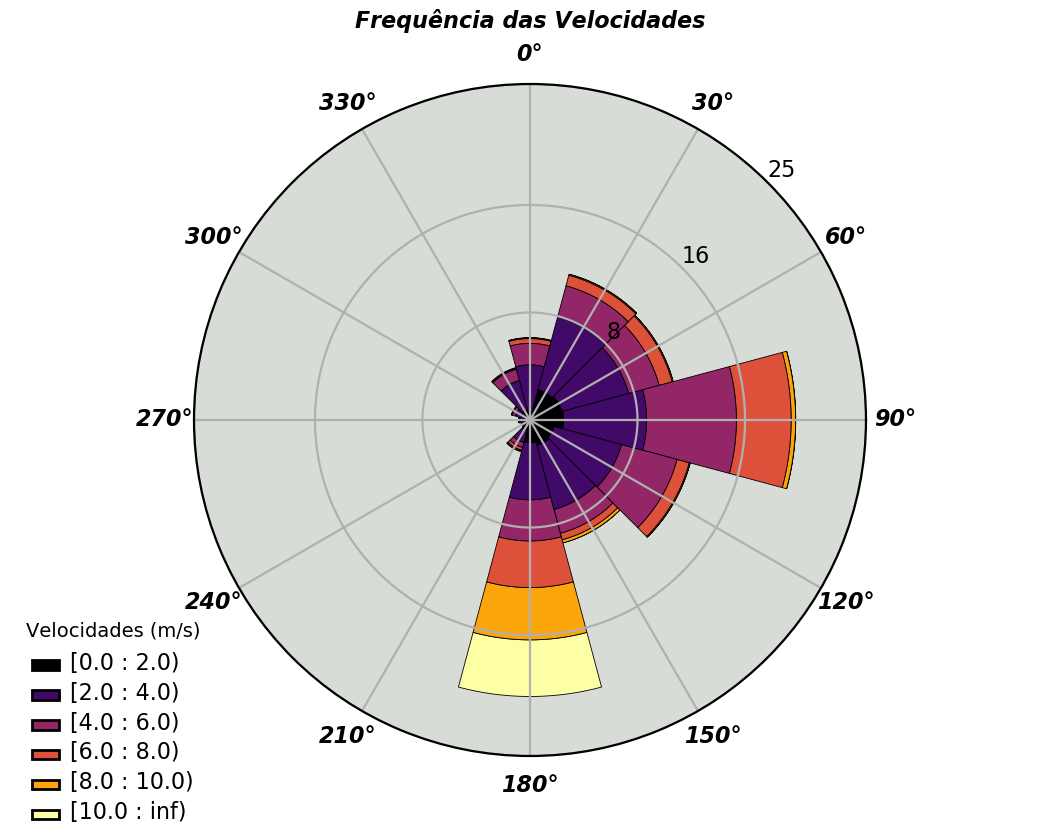 Frequência das Velocidades
0°
330°
30°
25
300°
60°
16
8
270°
90°
240°
120°
210°
150°
180°
Velocidades (m/s)
[0.0 : 2.0)
[2.0 : 4.0)
[4.0 : 6.0)
[6.0 : 8.0)
[8.0 : 10.0)
[10.0 : inf)